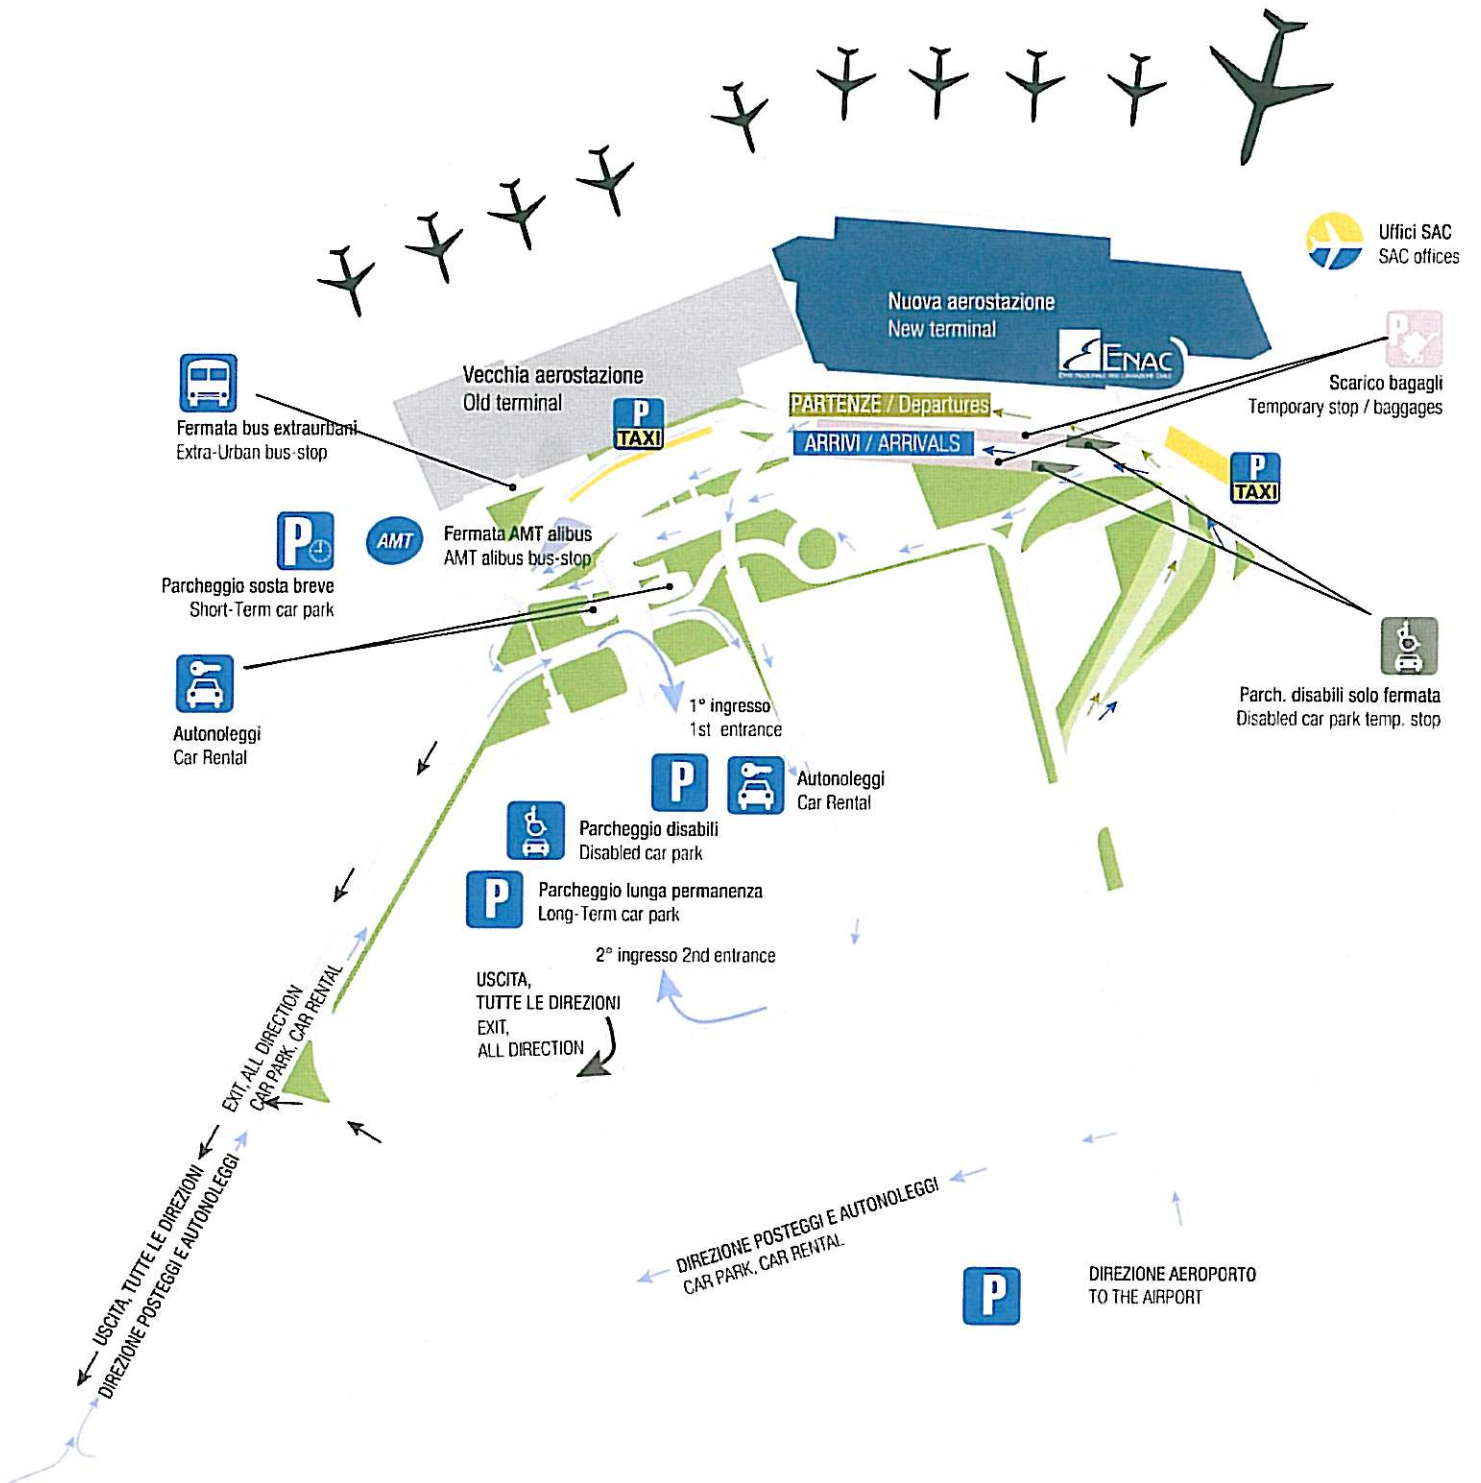 Uffici SAC
SAC offices
Nuova aerostazione
New terminal
ENAC
P
Scarico bagagli
Temporary stop / baggages
Vecchia aerostazione
Old terminal
P
TAXI
PARTENZE / Departures
ARRIVI / ARRIVALS
Fermata bus extraurbani
Extra-Urban bus-stop
P
TAXI
P
AMT
Fermata AMT alibus
AMT alibus bus-stop
Parcheggio sosta breve
Short-Term car park
Autonoleggi
Car Rental
Parch. disabili solo fermata
Disabled car park temp. stop
1° ingresso
1st entrance
P
Autonoleggi
Car Rental
Parcheggio disabili
Disabled car park
P
Parcheggio lunga permanenza
Long-Term car park
2° ingresso 2nd entrance
USCITA,
TUTTE LE DIREZIONI
EXIT,
ALL DIRECTION
EXIT, ALL DIRECTION
CAR PARK, CAR RENTAL
USCITA, TUTTE LE DIREZIONI
DIREZIONE POSTEGGI E AUTONOLEGGI
DIREZIONE POSTEGGI E AUTONOLEGGI
CAR PARK, CAR RENTAL
P
DIREZIONE AEROPORTO
TO THE AIRPORT